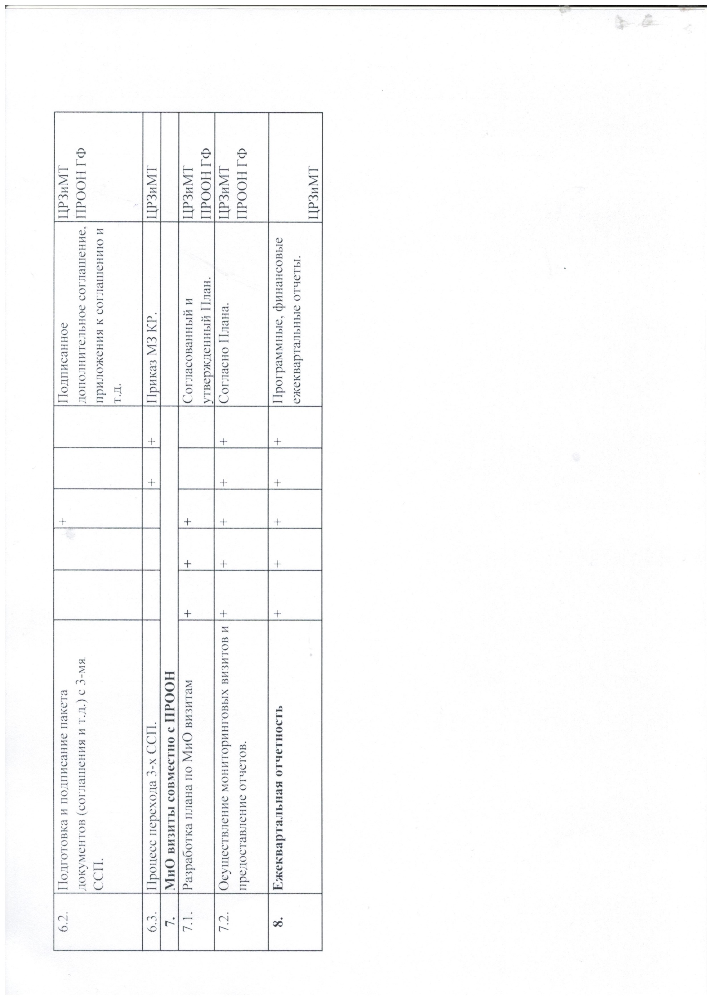 6.2. Подготовка и подписание пакета + Подписанное ЦРЗиМТ
документов (соглашения и т.д.) с 3-мя дополнительное соглашение, ПРООН ГФ
ССП. приложения к соглашению и
т.д.
6.3. Процесс перехода 3-х ССП. + + Приказ МЗ КР. ЦРЗиМТ
7. МиО визиты совместно с ПРООН
7.1. Разработка плана по МиО визитам + + + Согласованный и ЦРЗиМТ
утвержденный План. ПРООН ГФ
7.2. Осуществление мониторинговых визитов и + + + + + Согласно Плана. ЦРЗиМТ
предоставление отчетов. ПРООН ГФ
8. Ежеквартальная отчетность + + + + + Программные, финансовые
ежеквартальные отчеты.
ЦРЗиМТ